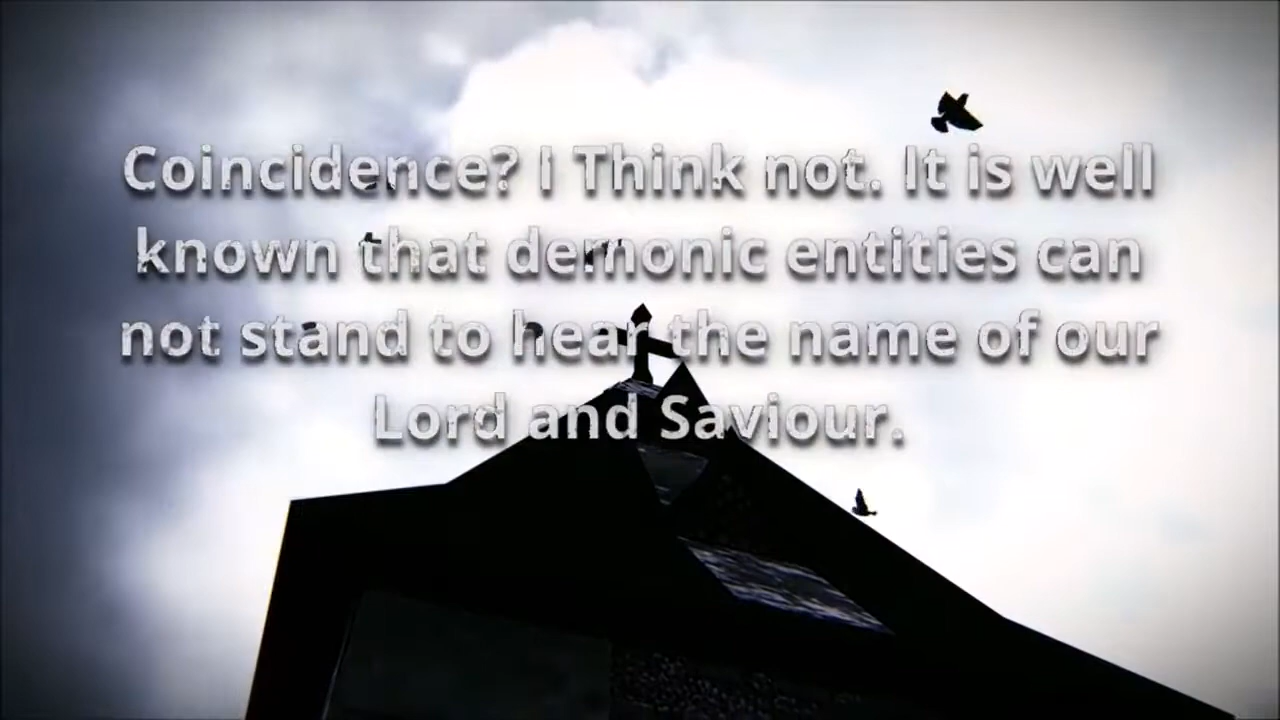 Coincidence? I Think not. It is well
known that demonic entities can
not stand to hear the name of our
Lord and Saviour.